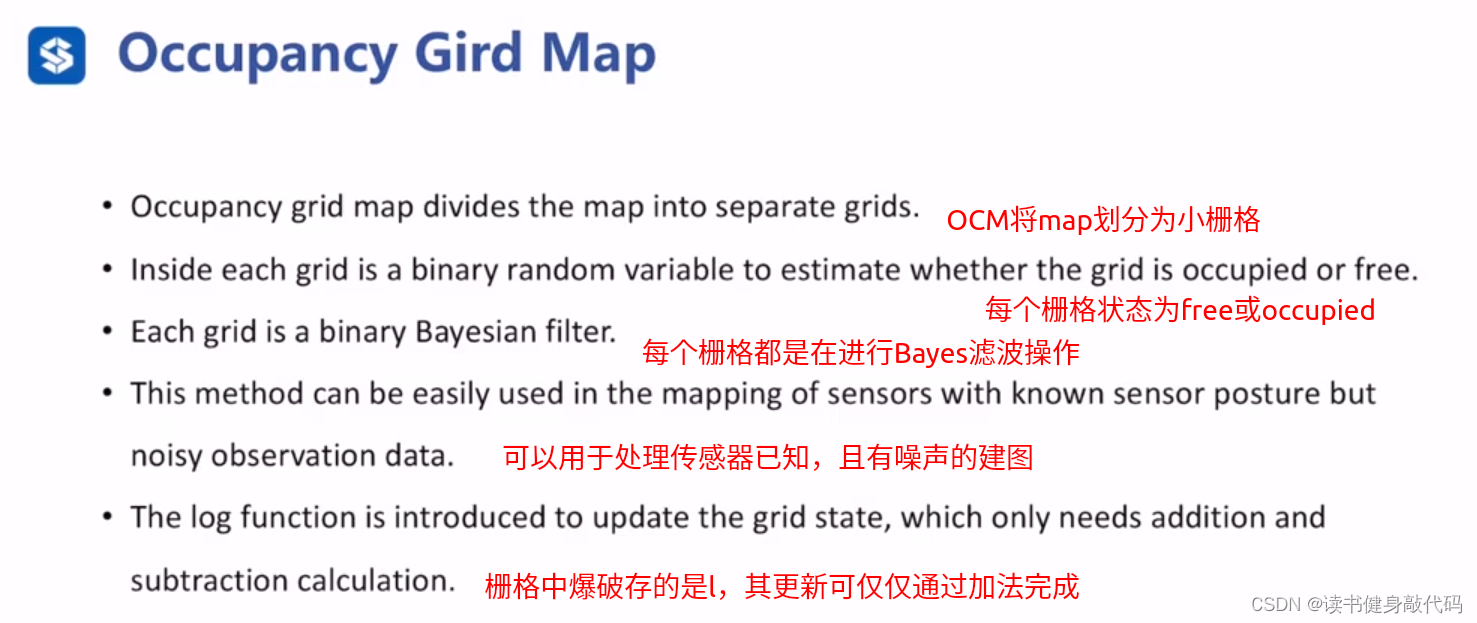 Occupancy Gird Map
• Occupancy grid map divides the map into separate grids.
OCM将map划分为小栅格
• Inside each grid is a binary random variable to estimate whether the grid is occupied or free.
每个栅格状态为free或occupied
• Each grid is a binary Bayesian filter.
每个栅格都是在进行Bayes滤波操作
• This method can be easily used in the mapping of sensors with known sensor posture but
noisy observation data.
可以用于处理传感器已知，且有噪声的建图
• The log function is introduced to update the grid state, which only needs addition and
subtraction calculation.
栅格中爆破存的是l，其更新可仅仅通过加法完成
CSDN @读书健身敲代码